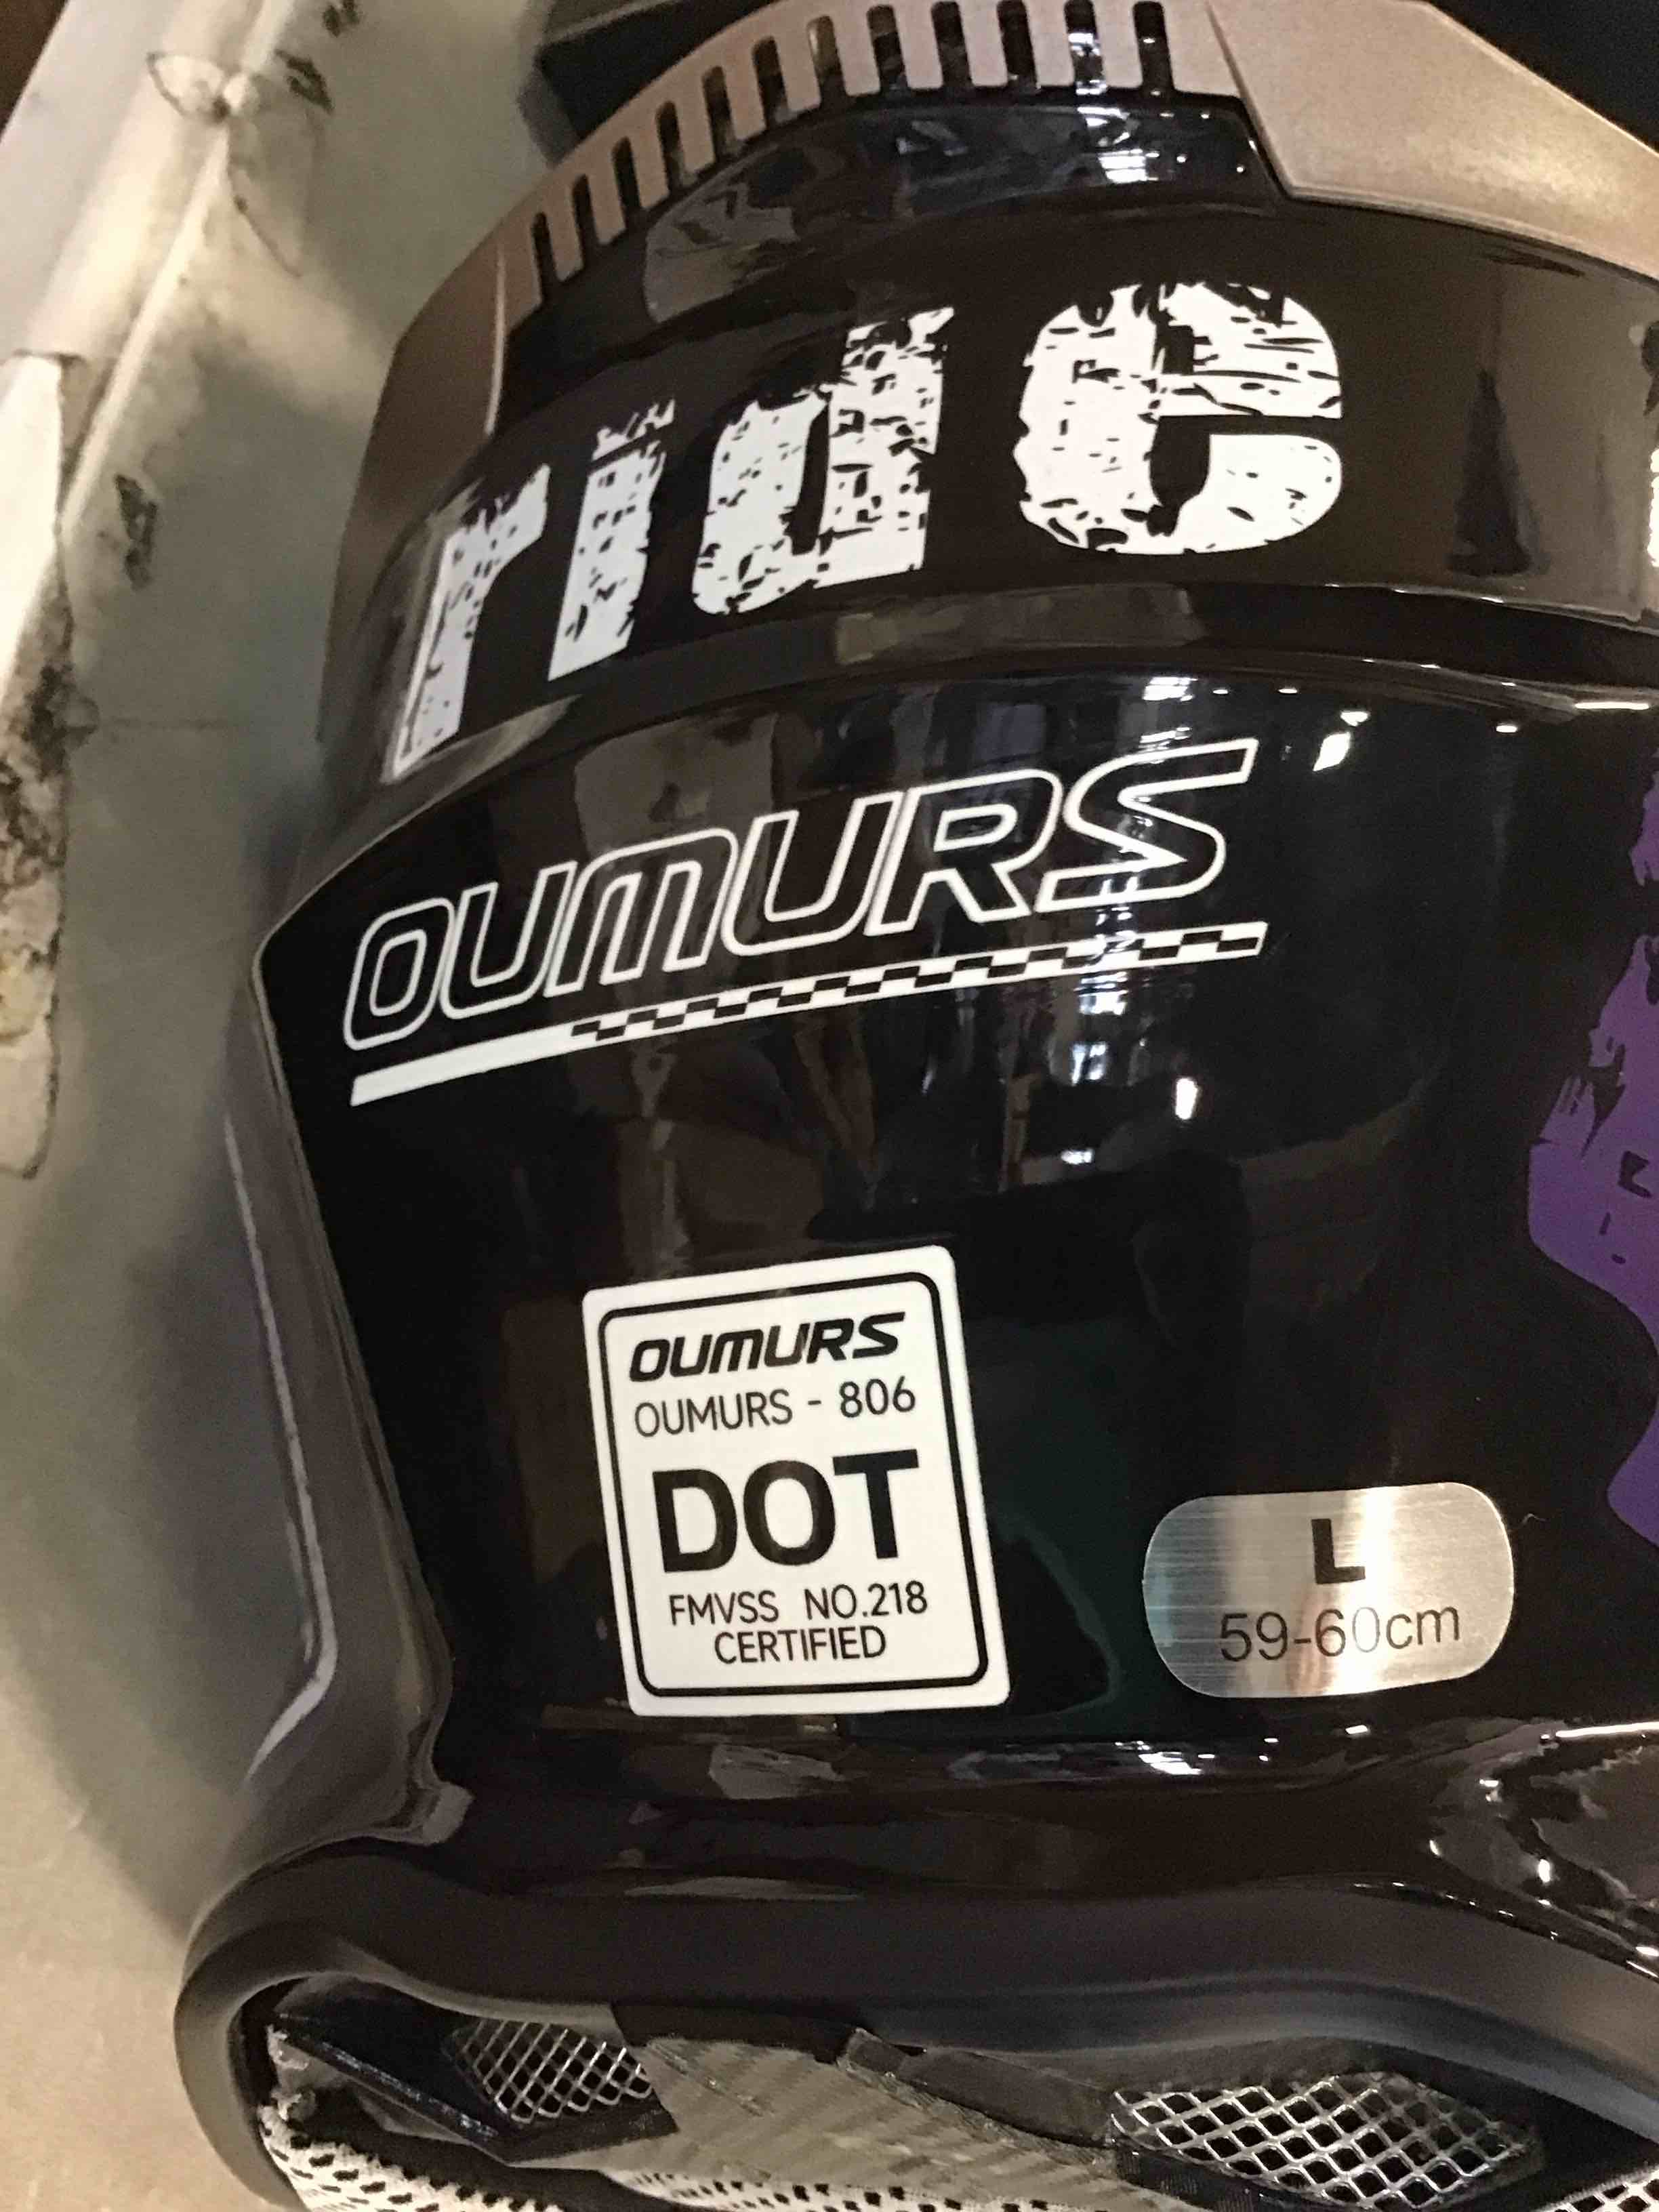 ride
OUMURS
OUMURS
OUMURS - 806
DOT
FMVSS NO.218
CERTIFIED
L
59-60cm